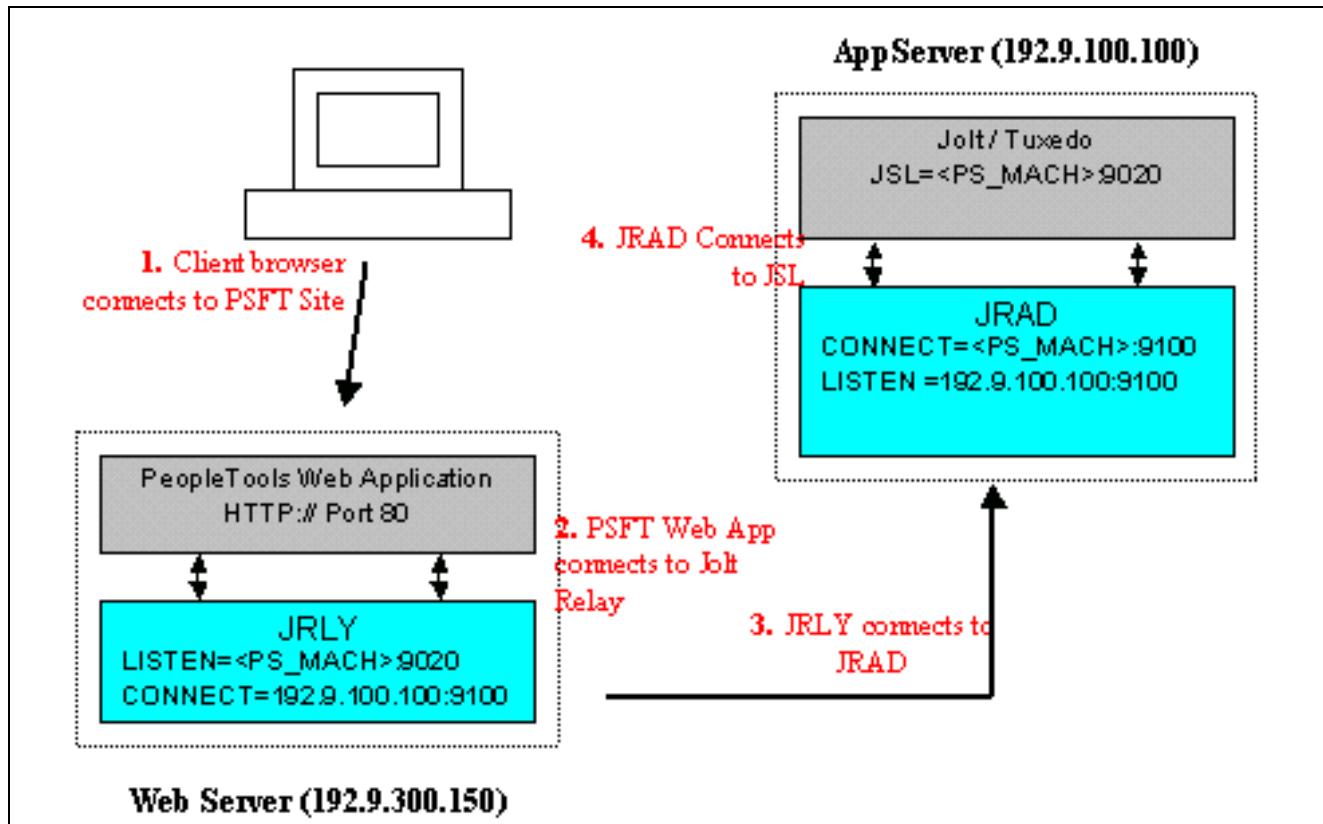 AppServer (192.9.100.100)
Jolt / Tuxedo
JSL=<PS_MACH>:9020
4. JRAD Connects
to JSL
JRAD
CONNECT=<PS_MACH>:9100
LISTEN =192.9.100.100:9100
1. Client browser
connects to PSFT Site
PeopleTools Web Application
HTTP:// Port 80
2. PSFT Web App
connects to Jolt
Relay
JRLY
LISTEN=<PS_MACH>:9020
CONNECT=192.9.100.100:9100
3. JRLY connects to
JRAD
Web Server (192.9.300.150)